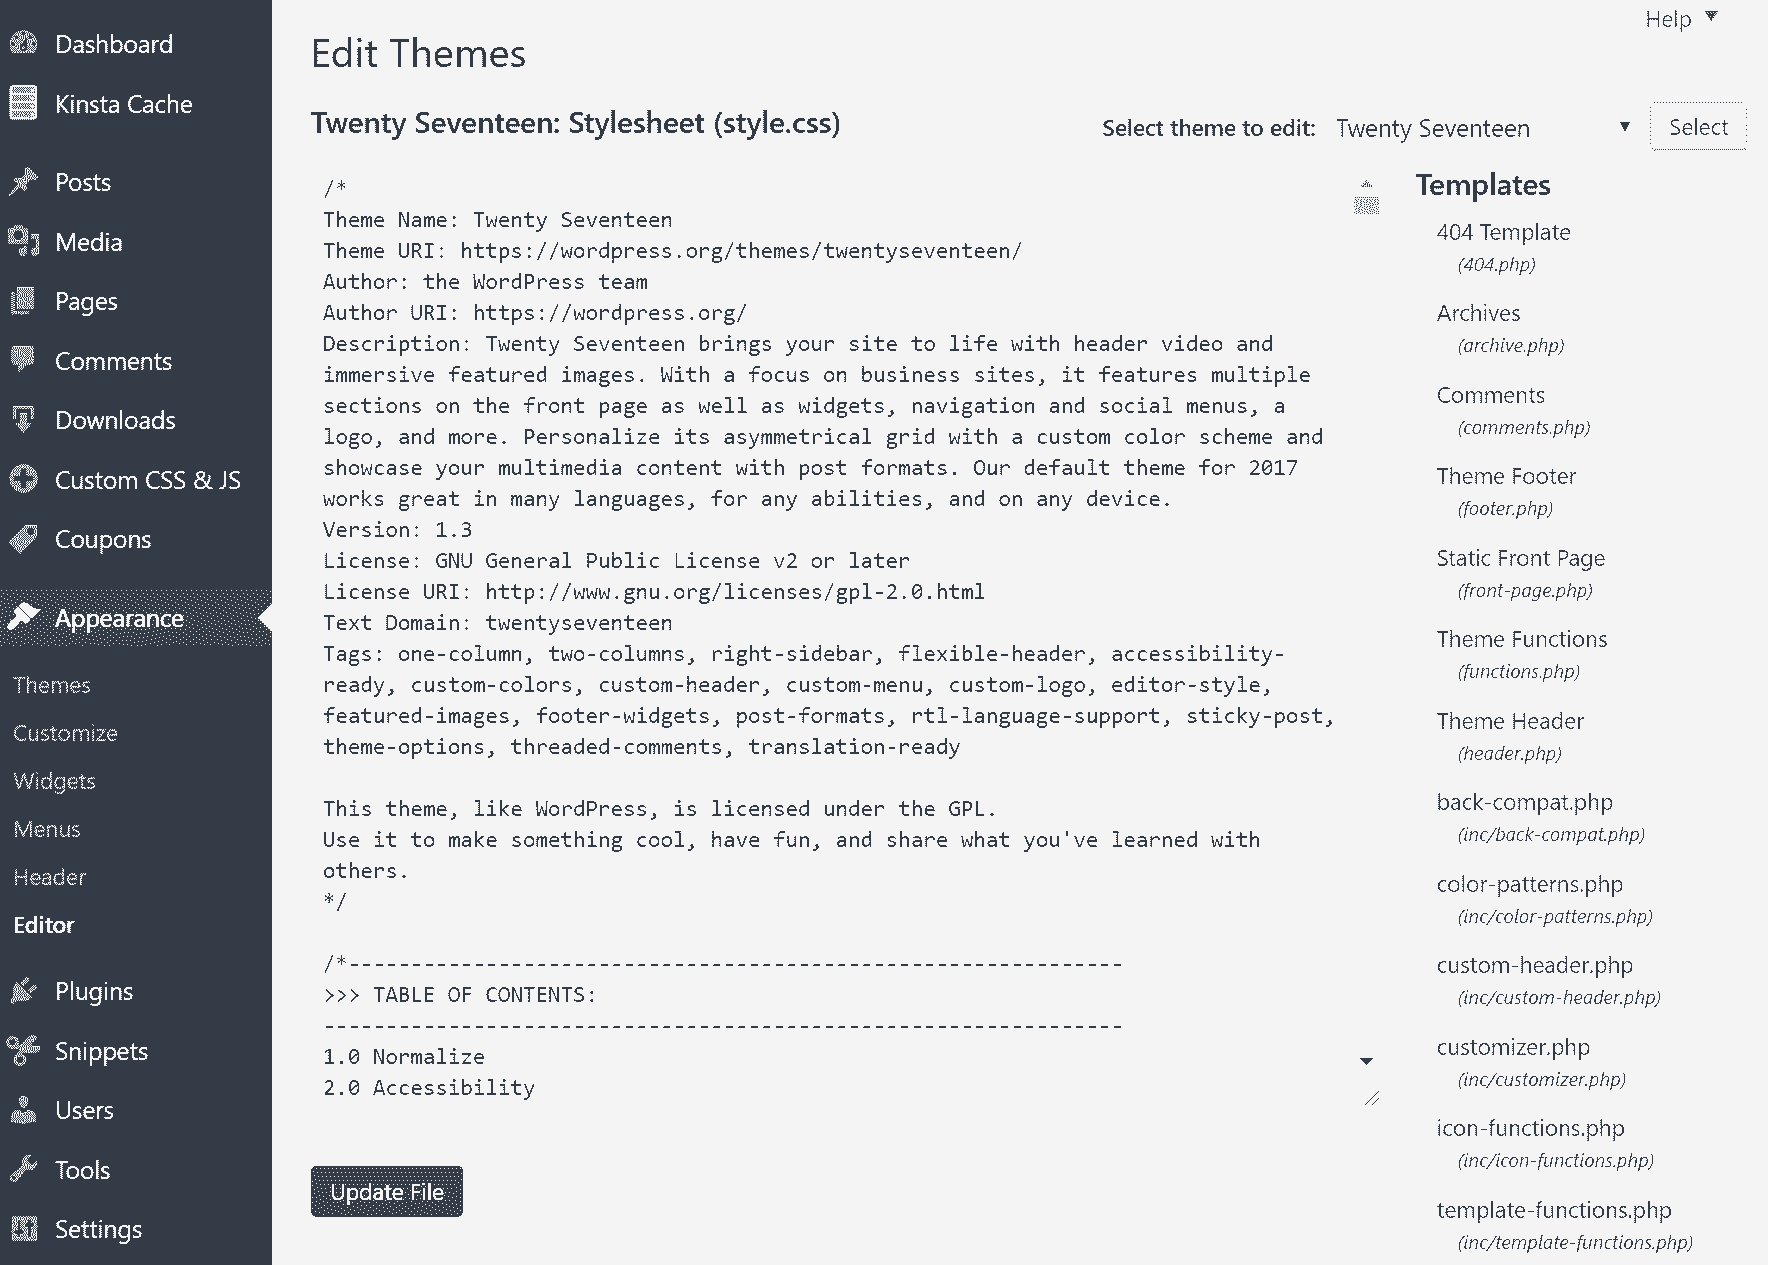 Dashboard
Kinsta Cache
Posts
Media
Pages
Comments
Downloads
Custom CSS & JS
Coupons
Appearance
Themes
Customize
Widgets
Menus
Header
Editor
Plugins
Snippets
Users
Tools
Settings
Help
Edit Themes
Twenty Seventeen: Stylesheet (style.css)
Select theme to edit: Twenty Seventeen Select
/*
Theme Name: Twenty Seventeen
Theme URI: https://wordpress.org/themes/twentyseventeen/
Author: the WordPress team
Author URI: https://wordpress.org/
Description: Twenty Seventeen brings your site to life with header video and
immersive featured images. With a focus on business sites, it features multiple
sections on the front page as well as widgets, navigation and social menus, a
logo, and more. Personalize its asymmetrical grid with a custom color scheme and
showcase your multimedia content with post formats. Our default theme for 2017
works great in many languages, for any abilities, and on any device.
Version: 1.3
License: GNU General Public License v2 or later
License URI: http://www.gnu.org/licenses/gpl-2.0.html
Text Domain: twentyseventeen
Tags: one-column, two-columns, right-sidebar, flexible-header, accessibility-
ready, custom-colors, custom-header, custom-menu, custom-logo, editor-style,
featured-images, footer-widgets, post-formats, rtl-language-support, sticky-post,
theme-options, threaded-comments, translation-ready
This theme, like WordPress, is licensed under the GPL.
Use it to make something cool, have fun, and share what you've learned with
others.
*/
/*--------------------------------------------------------------
>>> TABLE OF CONTENTS:
----------------------------------------------------------------
1.0 Normalize
2.0 Accessibility
Update File
Templates
404 Template
(404.php)
Archives
(archive.php)
Comments
(comments.php)
Theme Footer
(footer.php)
Static Front Page
(front-page.php)
Theme Functions
(functions.php)
Theme Header
(header.php)
back-compat.php
(inc/back-compat.php)
color-patterns.php
(inc/color-patterns.php)
custom-header.php
(inc/custom-header.php)
customizer.php
(inc/customizer.php)
icon-functions.php
(inc/icon-functions.php)
template-functions.php
(inc/template-functions.php)